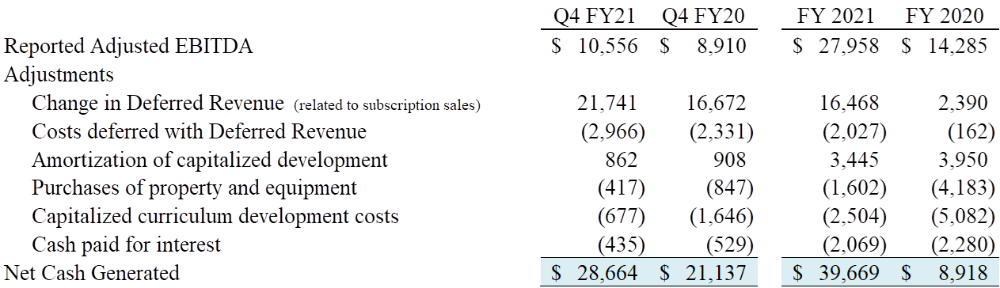 Q4 FY21 Q4 FY20 FY 2021 FY 2020
Reported Adjusted EBITDA $ 10,556 $ 8,910 $ 27,958 $ 14,285
Adjustments
Change in Deferred Revenue (related to subscription sales) 21,741 16,672 16,468 2,390
Costs deferred with Deferred Revenue (2,966) (2,331) (2,027) (162)
Amortization of capitalized development 862 908 3,445 3,950
Purchases of property and equipment (417) (847) (1,602) (4,183)
Capitalized curriculum development costs (677) (1,646) (2,504) (5,082)
Cash paid for interest (435) (529) (2,069) (2,280)
Net Cash Generated $ 28,664 $ 21,137 $ 39,669 $ 8,918